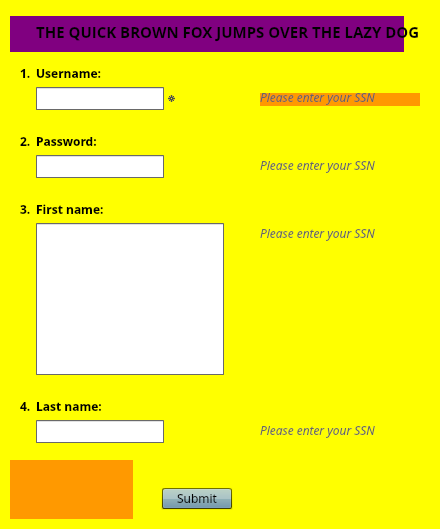 THE QUICK BROWN FOX JUMPS OVER THE LAZY DOG
1. Username:
* Please enter your SSN
2. Password:
Please enter your SSN
3. First name:
Please enter your SSN
4. Last name:
Please enter your SSN
Submit